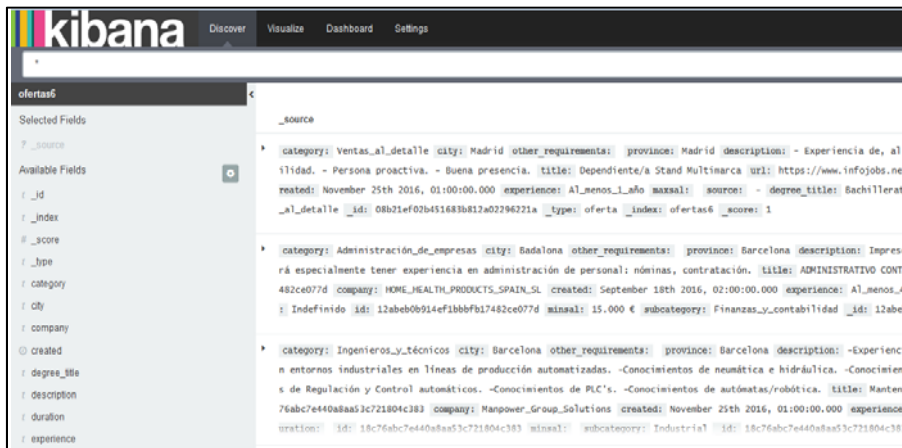 kibana Discover Visualize Dashboard Settings
*
ofertas6
Selected Fields
? _source
Available Fields
t _id
t _index
# _score
t _type
t category
t city
t company
created
t degree_title
t description
t duration
t experience
_source
category: Ventas_al_detalle city: Madrid other_requirements: province: Madrid description: - Experiencia de, al
ilidad. - Persona proactiva. - Buena presencia. title: Dependiente/a Stand Multimarca url: https://www.infojobs.ne
reated: November 25th 2016, 01:00:00.000 experience: Al_menos_1_año maxsal: source: - degree_title: Bachillerat
_al_detalle _id: 08b21ef02b451683b812a02296221a _type: oferta _index: ofertas6 _score: 1
category: Administración_de_empresas city: Badalona other_requirements: province: Barcelona description: Impres
rá especialmente tener experiencia en administración de personal: nóminas, contratación. title: ADMINISTRATIVO CONT
482ce077d company: HOME_HEALTH_PRODUCTS_SPAIN_SL created: September 18th 2016, 02:00:00.000 experience: Al_menos_
: Indefinido id: 12abeb0b914ef1bbbfb17482ce077d minsal: 15.000 € subcategory: Finanzas_y_contabilidad _id: 12abe
category: Ingenieros_y_técnicos city: Barcelona other_requirements: province: Barcelona description: -Experienc
n entornos industriales en líneas de producción automatizadas. -Conocimientos de neumática e hidráulica. -Conocimien
s de Regulación y Control automáticos. -Conocimientos de PLC's. -Conocimientos de autómatas/robótica. title: Manten
76abc7e440a8aa53c721804c383 company: Manpower_Group_Solutions created: November 25th 2016, 01:00:00.000 experience
uration: id: 18c76abc7e440a8aa53c721804c383 minsal: subcategory: Industrial _id: 18c76abc7e440a8aa53c721804c38